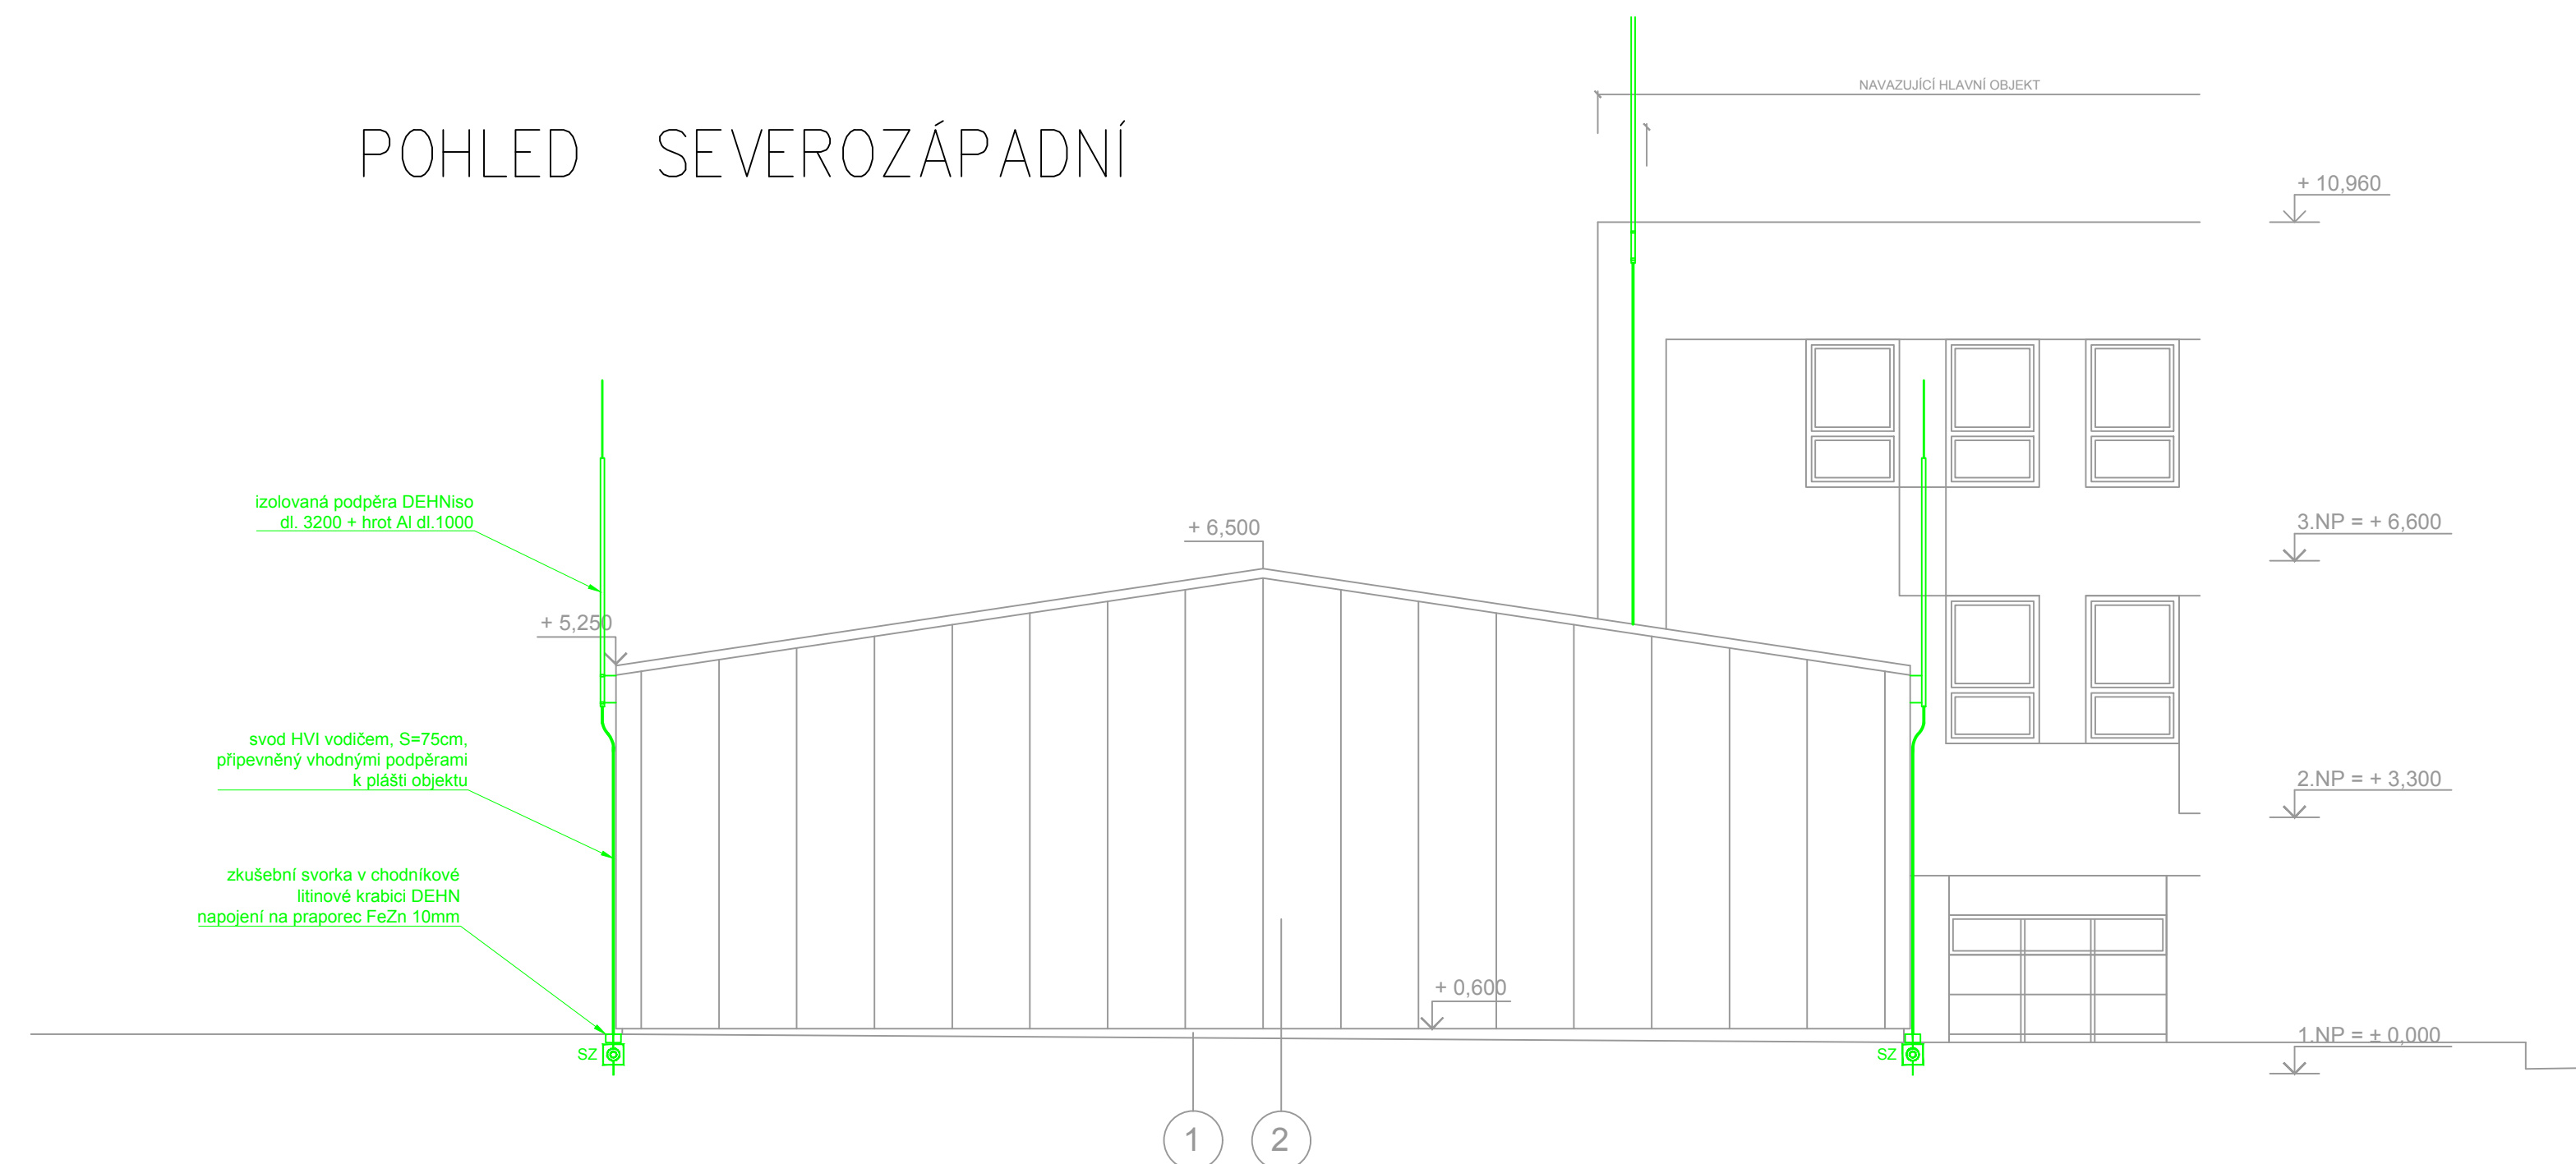 NAVAZUJÍCÍ HLAVNÍ OBJEKT
POHLED SEVEROZÁPADNÍ
+ 10,960
izolovaná podpěra DEHNiso
dl. 3200 + hrot Al dl.1000
+ 6,500
3.NP = + 6,600
+ 5,250
svod HVI vodičem, S=75cm,
připevněný vhodnými podpěrami
k plášti objektu
2.NP = + 3,300
zkušební svorka v chodníkové
litinové krabici DEHN
napojení na praporec FeZn 10mm
+ 0,600
1.NP = ± 0,000
SZ
SZ
1
2